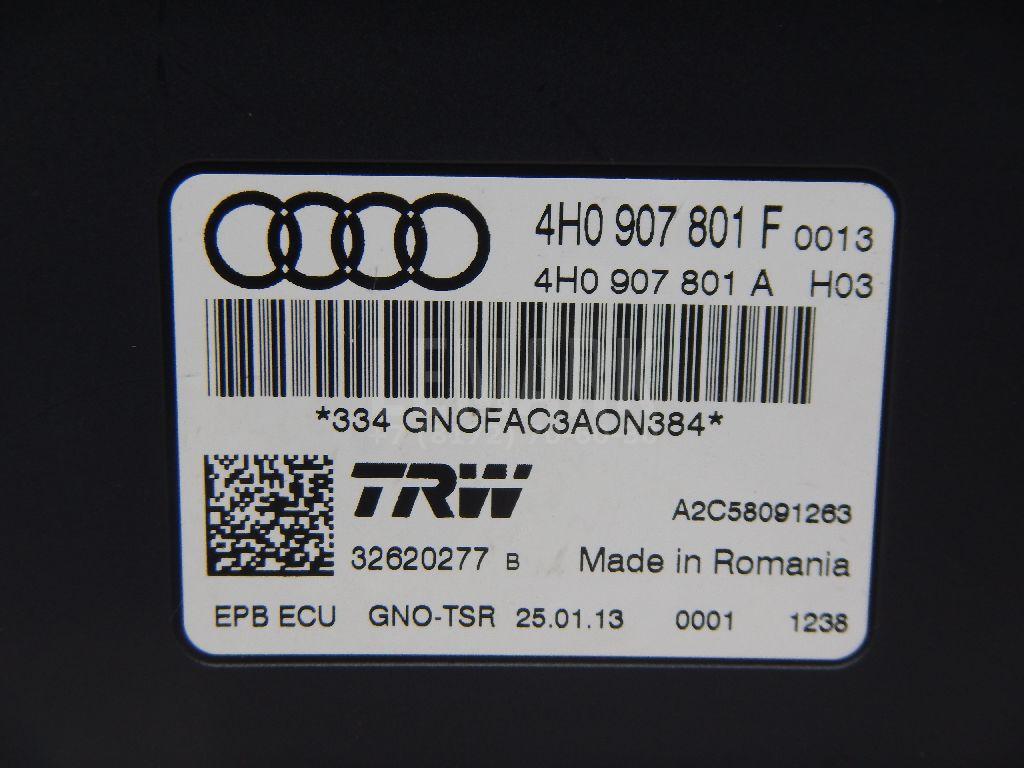 4H0 907 801 F 0013
4H0 907 801 A H03
*334 GNOFAC3AON384*
TRW
A2C58091263
32620277 B Made in Romania
EPB ECU GNO-TSR 25.01.13 0001 1238